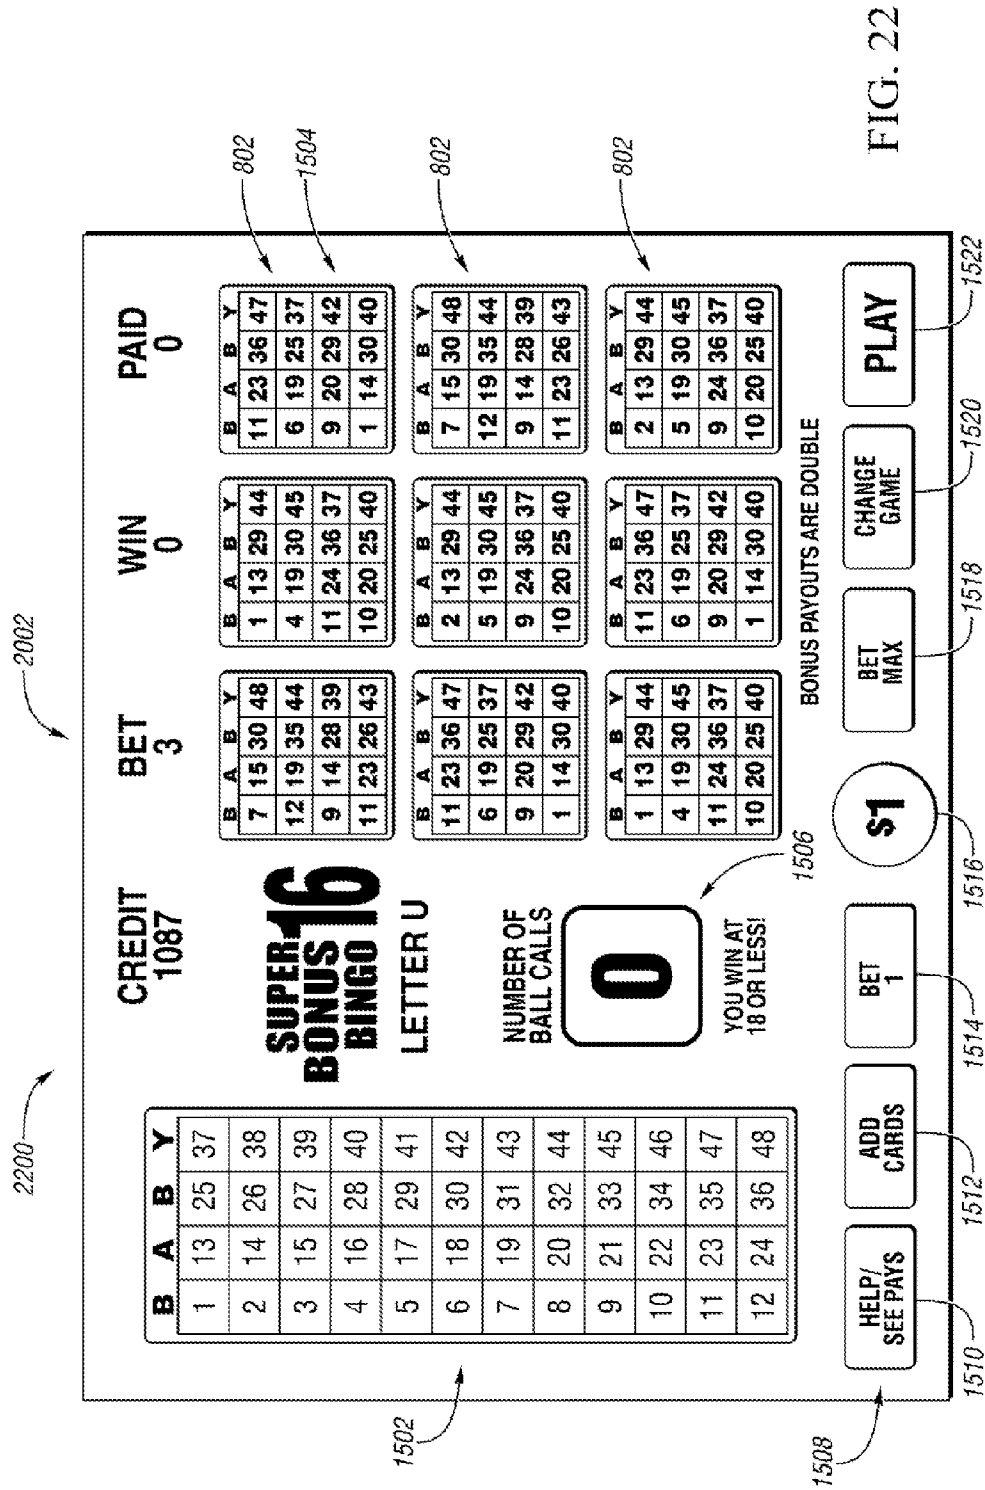 2200
2002
CREDIT BET WIN PAID
1087 3 0 0
B A B Y
1 13 25 37
2 14 26 38
3 15 27 39
4 16 28 40
5 17 29 41
6 18 30 42
7 19 31 43
8 20 32 44
9 21 33 45
10 22 34 46
11 23 35 47
12 24 36 48
1502
SUPER
BONUS
BINGO 16
LETTER U
NUMBER OF
BALL CALLS
0
1506
YOU WIN AT
18 OR LESS!
B A B Y B A B Y B A B Y
7 15 30 48 1 13 29 44 11 23 36 47
12 19 35 44 4 19 30 45 6 19 25 37
9 14 28 39 11 24 36 37 9 20 29 42
11 23 26 43 10 20 25 40 1 14 30 40
802
1504
B A B Y B A B Y B A B Y
11 23 36 47 2 13 29 44 7 15 30 48
6 19 25 37 5 19 30 45 12 19 35 44
9 20 29 42 9 24 36 37 9 14 28 39
1 14 30 40 10 20 25 40 11 23 26 43
802
B A B Y B A B Y B A B Y
1 13 29 44 11 23 36 47 2 13 29 44
4 19 30 45 6 19 25 37 5 19 30 45
11 24 36 37 9 20 29 42 9 24 36 37
10 20 25 40 1 14 30 40 10 20 25 40
802
BONUS PAYOUTS ARE DOUBLE
HELP/
SEE PAYS
ADD
CARDS
BET
1
$1
BET
MAX
CHANGE
GAME
PLAY
1508
1510
1512
1514
1516
1518
1520
1522
FIG. 22